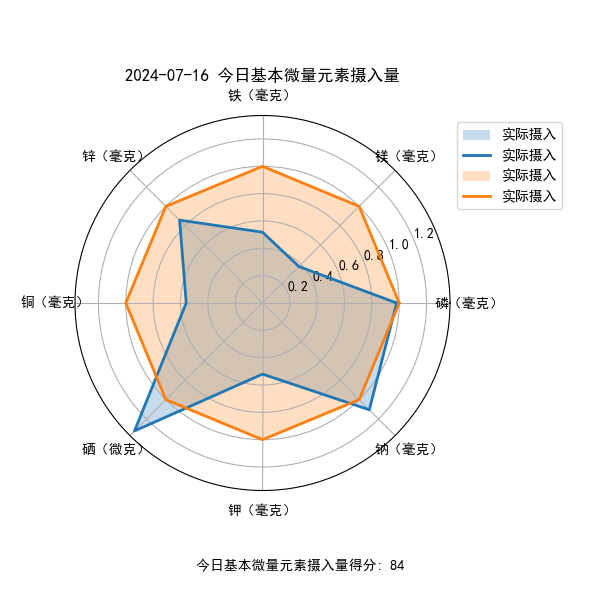 2024-07-16 今日基本微量元素摄入量
铁（毫克）
实际摄入
实际摄入
实际摄入
实际摄入
锌（毫克）
镁（毫克）
1.2
1.0
0.8
0.6
0.4
0.2
铜（毫克）
磷（毫克）
硒（微克）
钠（毫克）
钾（毫克）
今日基本微量元素摄入量得分: 84